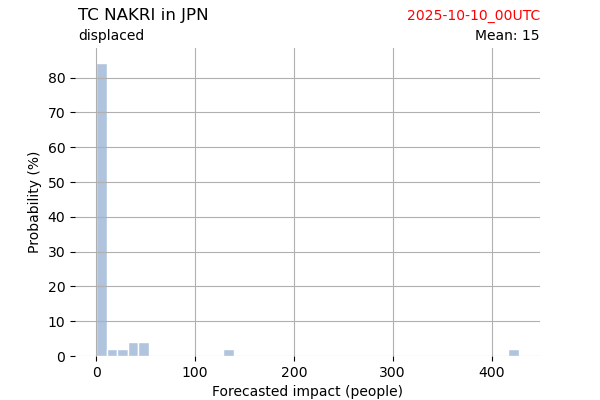 TC NAKRI in JPN
2025-10-10_00UTC
displaced
Mean: 15
Probability (%)
80
70
60
50
40
30
20
10
0
0 100 200 300 400
Forecasted impact (people)